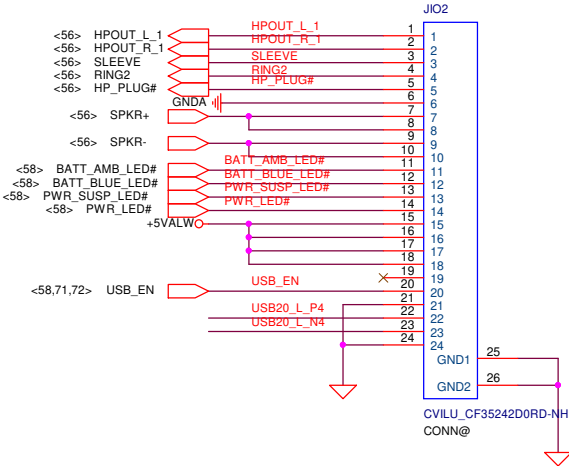 JIO2
<56> HPOUT_L_1 HPOUT_L_1 1 1
<56> HPOUT_R_1 HPOUT_R_1 2 2
<56> SLEEVE SLEEVE 3 3
<56> RING2 RING2 4 4
<56> HP_PLUG# HP_PLUG# 5 5
GNDA 6 6
<56> SPKR+ 7 7
8 8
<56> SPKR- 9 9
10 10
<58> BATT_AMB_LED# BATT_AMB_LED# 11 11
<58> BATT_BLUE_LED# BATT_BLUE_LED# 12 12
<58> PWR_SUSP_LED# PWR_SUSP_LED# 13 13
<58> PWR_LED# PWR_LED# 14 14
+5VALW 15 15
16 16
17 17
18 18
19 19
<58,71,72> USB_EN USB_EN 20 20
21 21
USB20_L_P4 22 22
USB20_L_N4 23 23
24 24
GND1 25
GND2 26
CVILU_CF35242D0RD-NH
CONN@